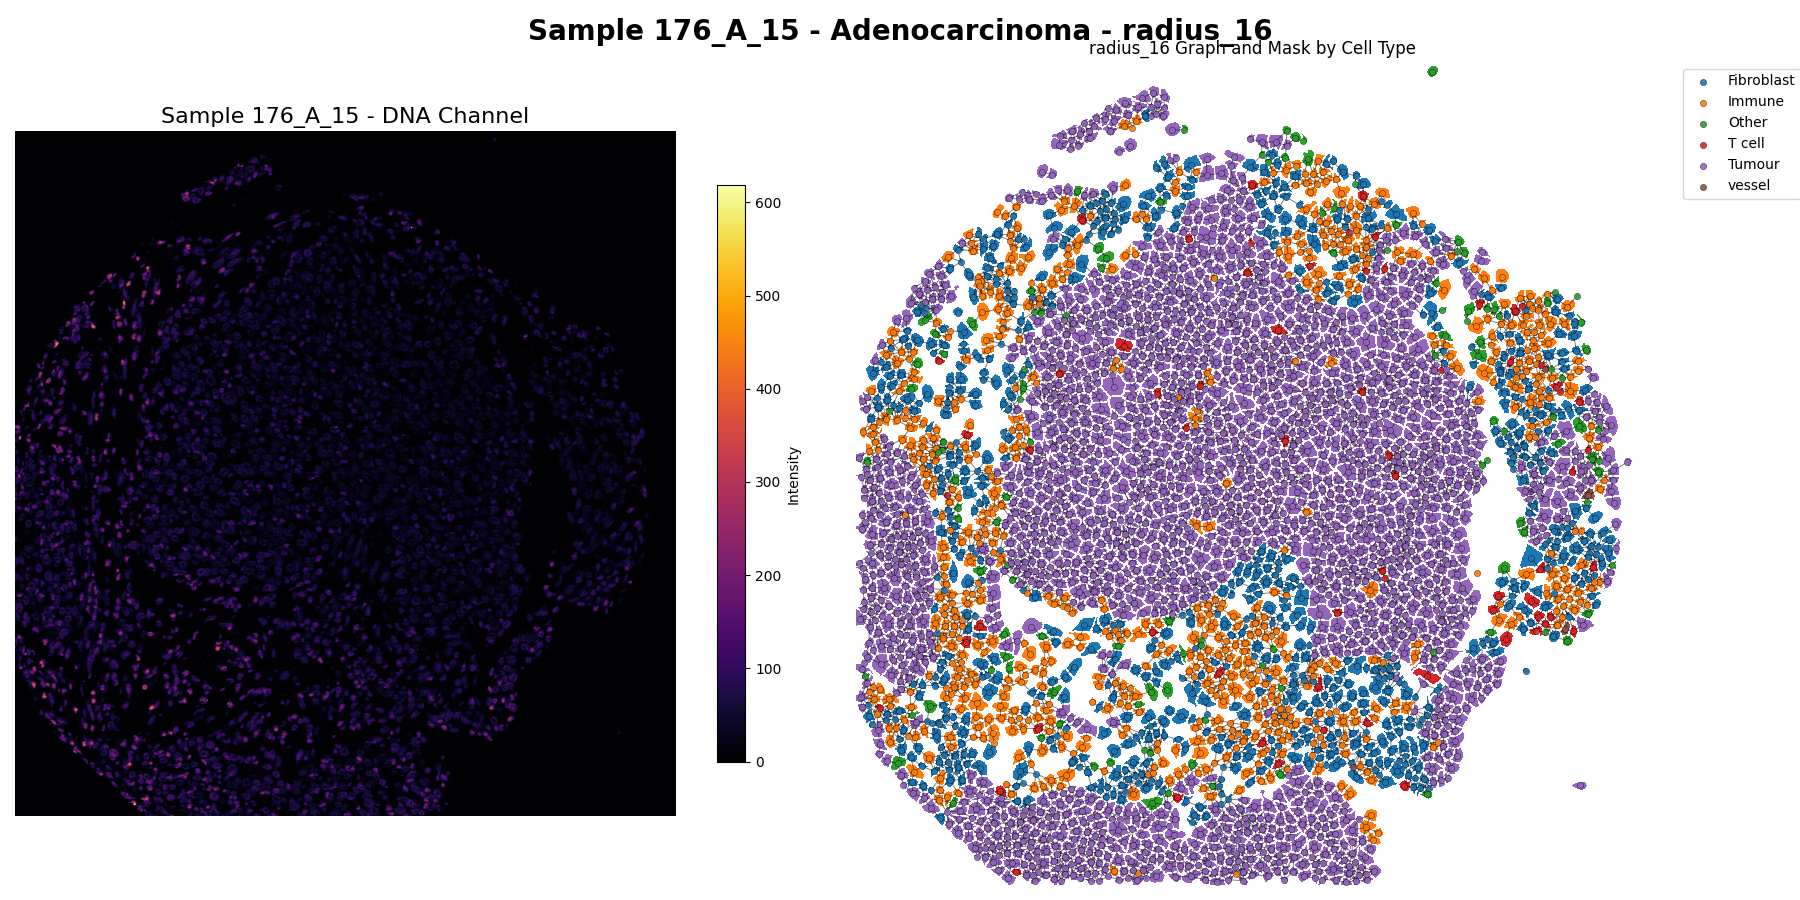 Sample 176_A_15 - Adenocarcinoma - radius_16
radius_16 Graph and Mask by Cell Type
Sample 176_A_15 - DNA Channel
Fibroblast
Immune
Other
T cell
Tumour
vessel
600
500
400
300
200
100
0
Intensity